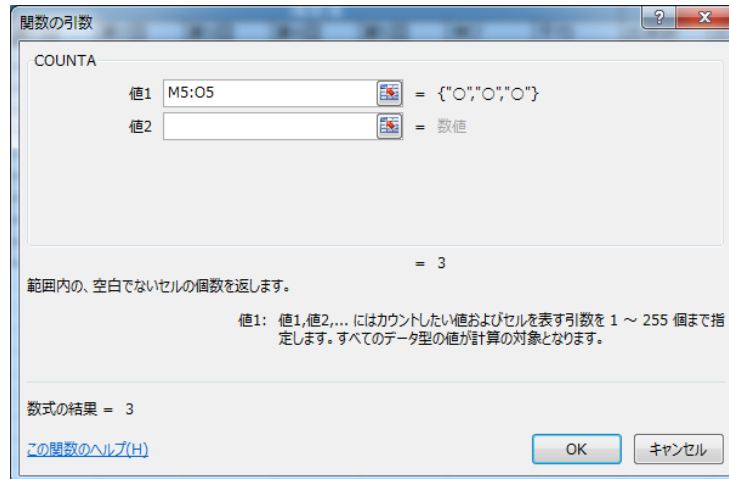 関数の引数
?
X
COUNTA
値1 M5:O5 = {"○","○","○"}
値2 = 数値
= 3
範囲内の、空白でないセルの個数を返します。
値1: 値1,値2,... にはカウントしたい値およびセルを表す引数を 1 ～ 255 個まで指
定します。すべてのデータ型の値が計算の対象となります。
数式の結果 = 3
この関数のヘルプ(H)
OK
キャンセル